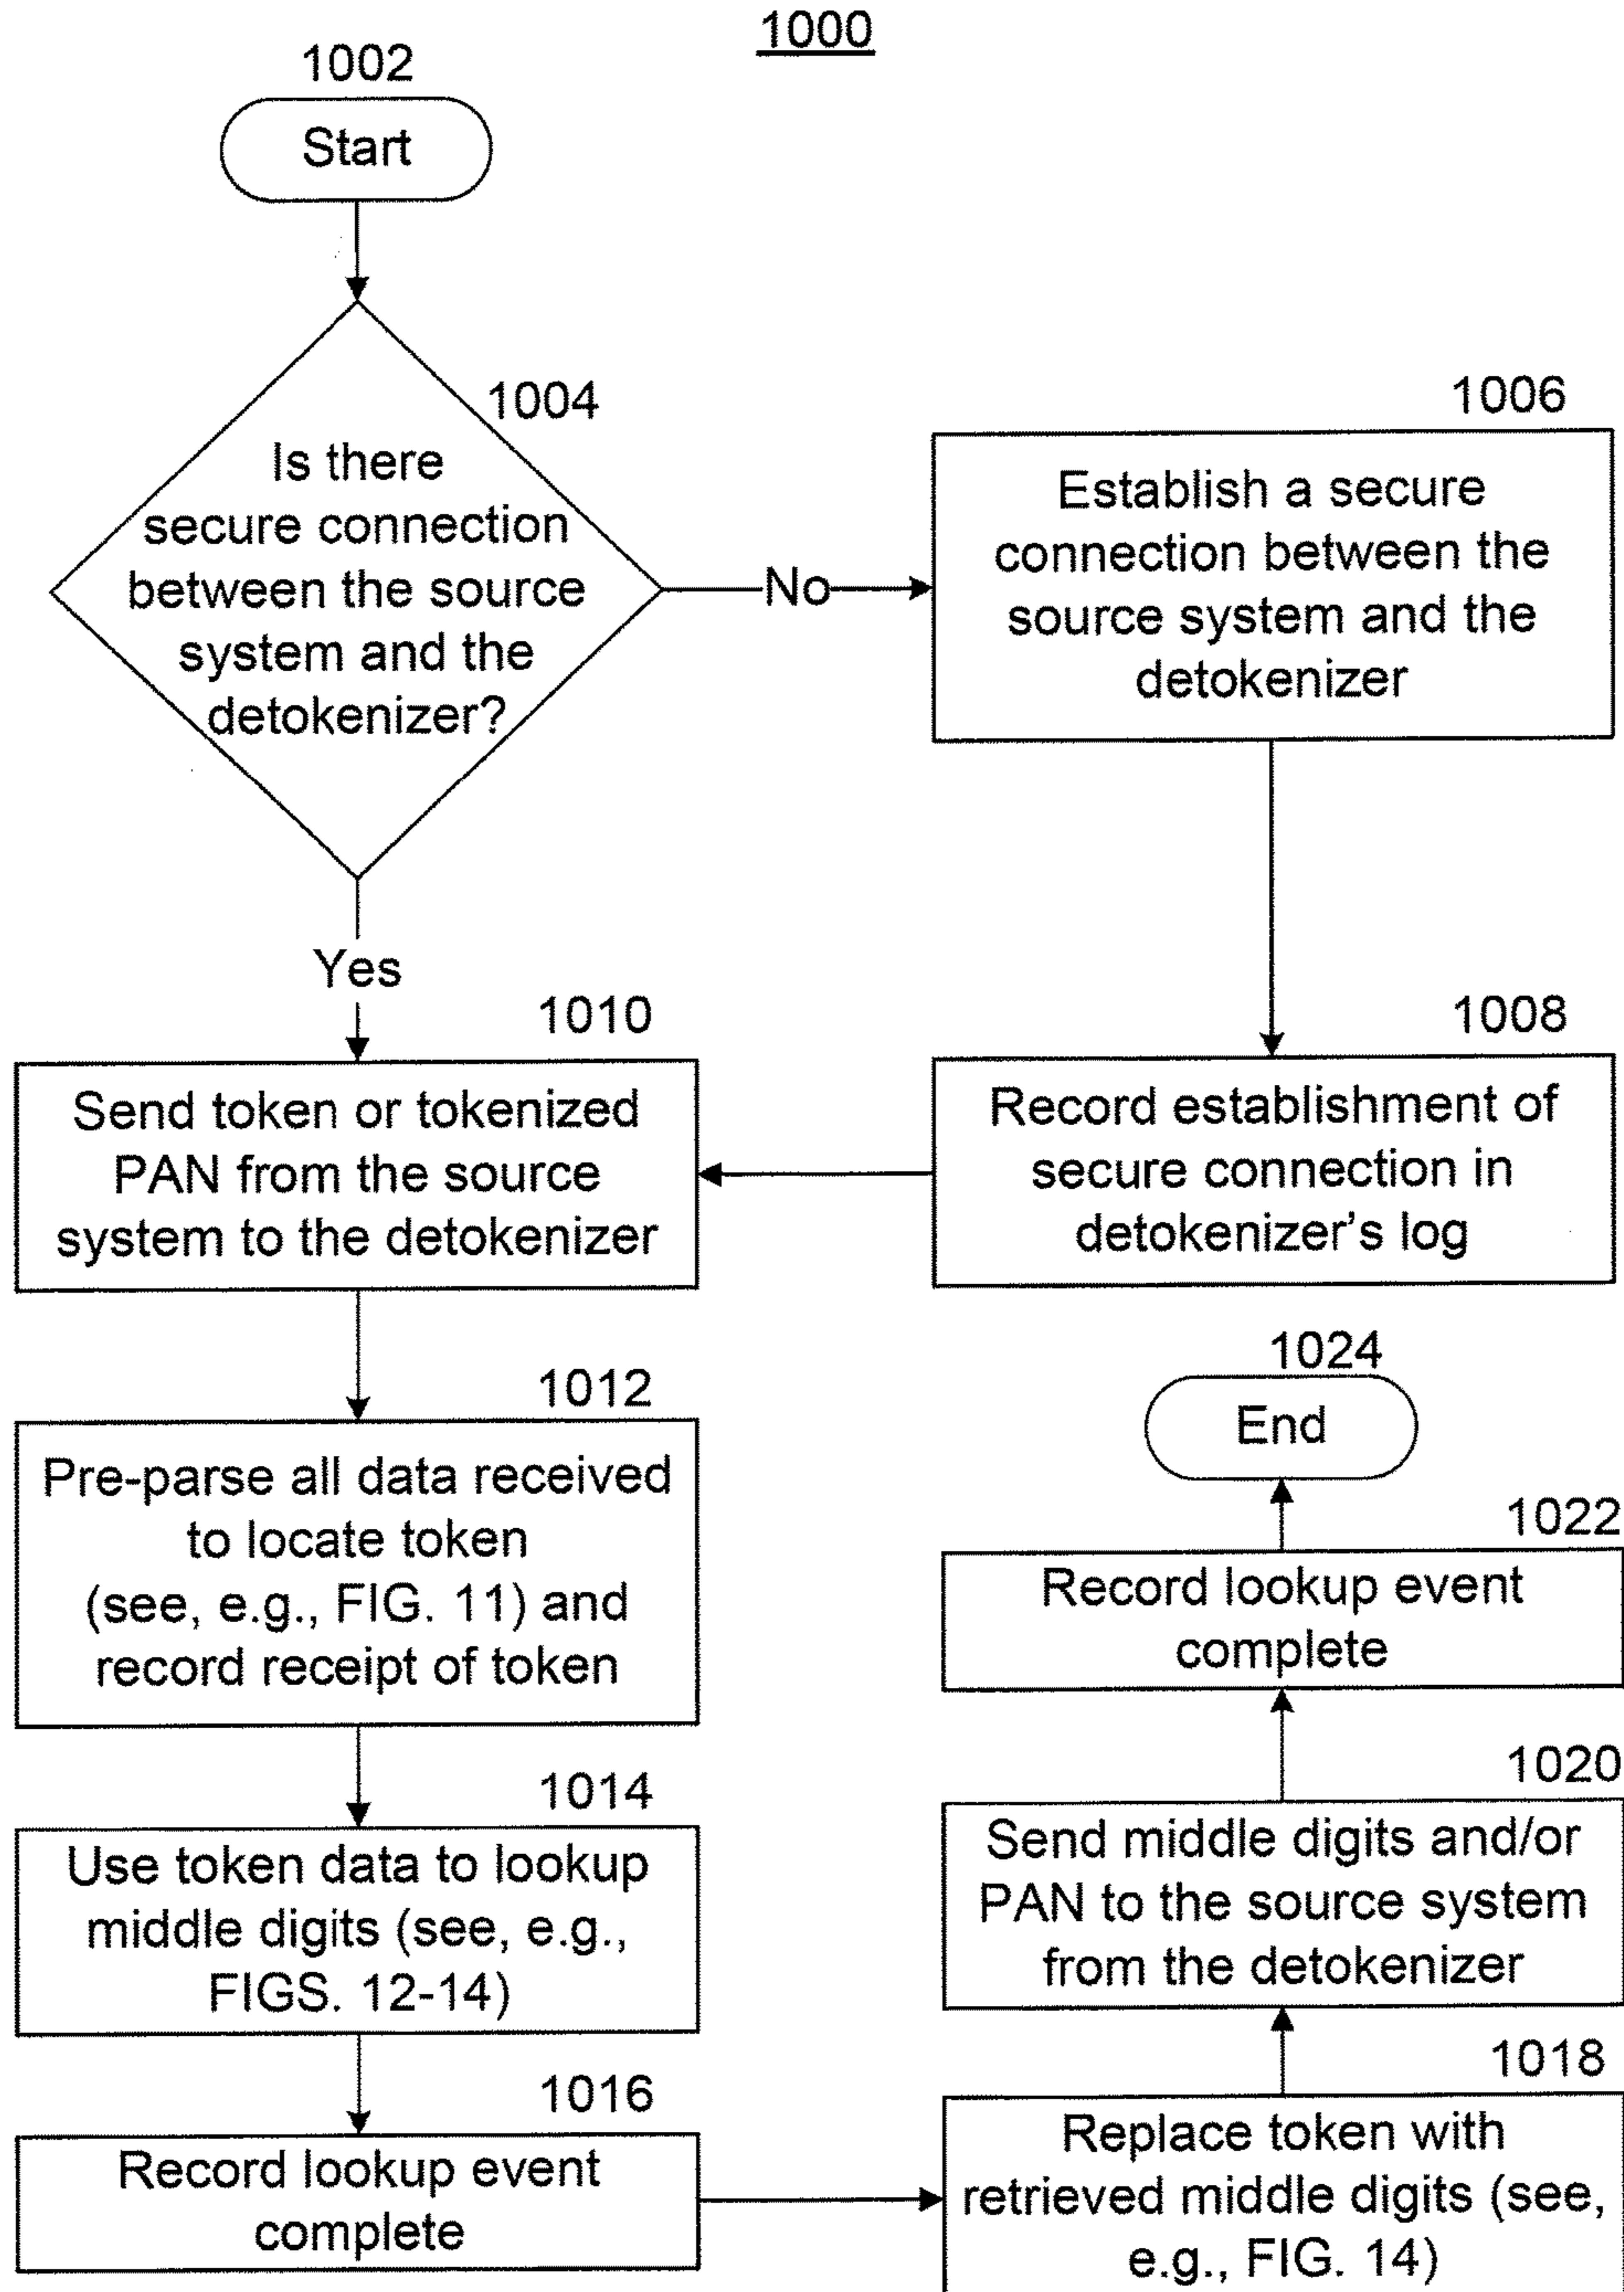 1000
1002
Start
1004
Is there
secure connection
between the source
system and the
detokenizer?
No
1006
Establish a secure
connection between the
source system and the
detokenizer
Yes
1008
Record establishment of
secure connection in
detokenizer's log
1010
Send token or tokenized
PAN from the source
system to the detokenizer
1012
Pre-parse all data received
to locate token
(see, e.g., FIG. 11) and
record receipt of token
1014
Use token data to lookup
middle digits (see, e.g.,
FIGS. 12-14)
1016
Record lookup event
complete
1018
Replace token with
retrieved middle digits (see,
e.g., FIG. 14)
1020
Send middle digits and/or
PAN to the source system
from the detokenizer
1022
Record lookup event
complete
1024
End